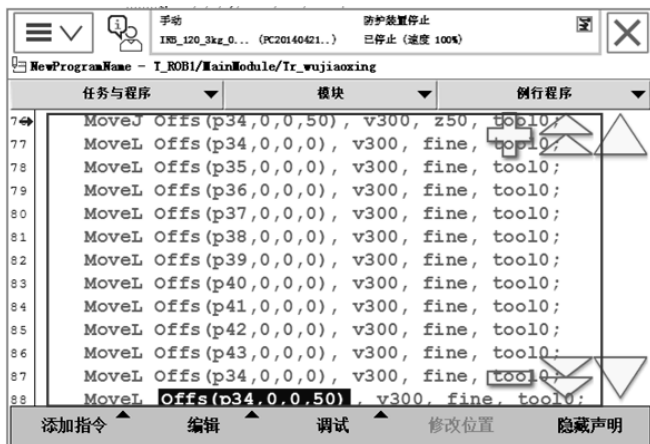 手动
防护装置停止
IRB_120_3kg_0... (PC20140421..)
已停止 (速度 100%)
NewProgramName - T_ROB1/MainModule/Tr_wujiaoxing
任务与程序
模块
例行程序
MoveJ Offs(p34,0,0,50), v300, z50, tool0;
77 MoveL Offs(p34,0,0,0), v300, fine, tool0;
78 MoveL Offs(p35,0,0,0), v300, fine, tool0;
79 MoveL Offs(p36,0,0,0), v300, fine, tool0;
80 MoveL Offs(p37,0,0,0), v300, fine, tool0;
81 MoveL Offs(p38,0,0,0), v300, fine, tool0;
82 MoveL Offs(p39,0,0,0), v300, fine, tool0;
83 MoveL Offs(p40,0,0,0), v300, fine, tool0;
84 MoveL Offs(p41,0,0,0), v300, fine, tool0;
85 MoveL Offs(p42,0,0,0), v300, fine, tool0;
86 MoveL Offs(p43,0,0,0), v300, fine, tool0;
87 MoveL Offs(p34,0,0,0), v300, fine, tool0;
88 MoveL Offs(p34,0,0,50), v300, fine, tool0;
添加指令
编辑
调试
修改位置
隐藏声明